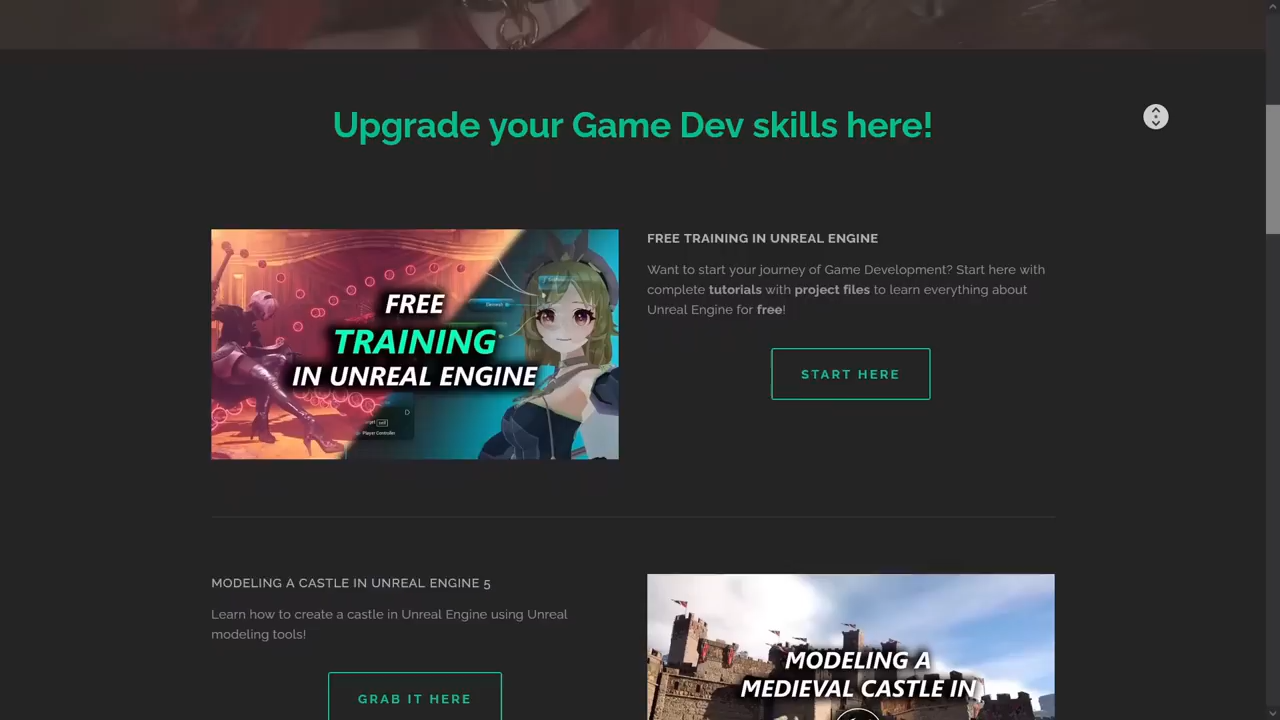 Upgrade your Game Dev skills here!
FREE
TRAINING
IN UNREAL ENGINE
Player Controller
FREE TRAINING IN UNREAL ENGINE
Want to start your journey of Game Development? Start here with
complete tutorials with project files to learn everything about
Unreal Engine for free!
START HERE
MODELING A CASTLE IN UNREAL ENGINE 5
Learn how to create a castle in Unreal Engine using Unreal
modeling tools!
GRAB IT HERE
MODELING A
MEDIEVAL CASTLE IN